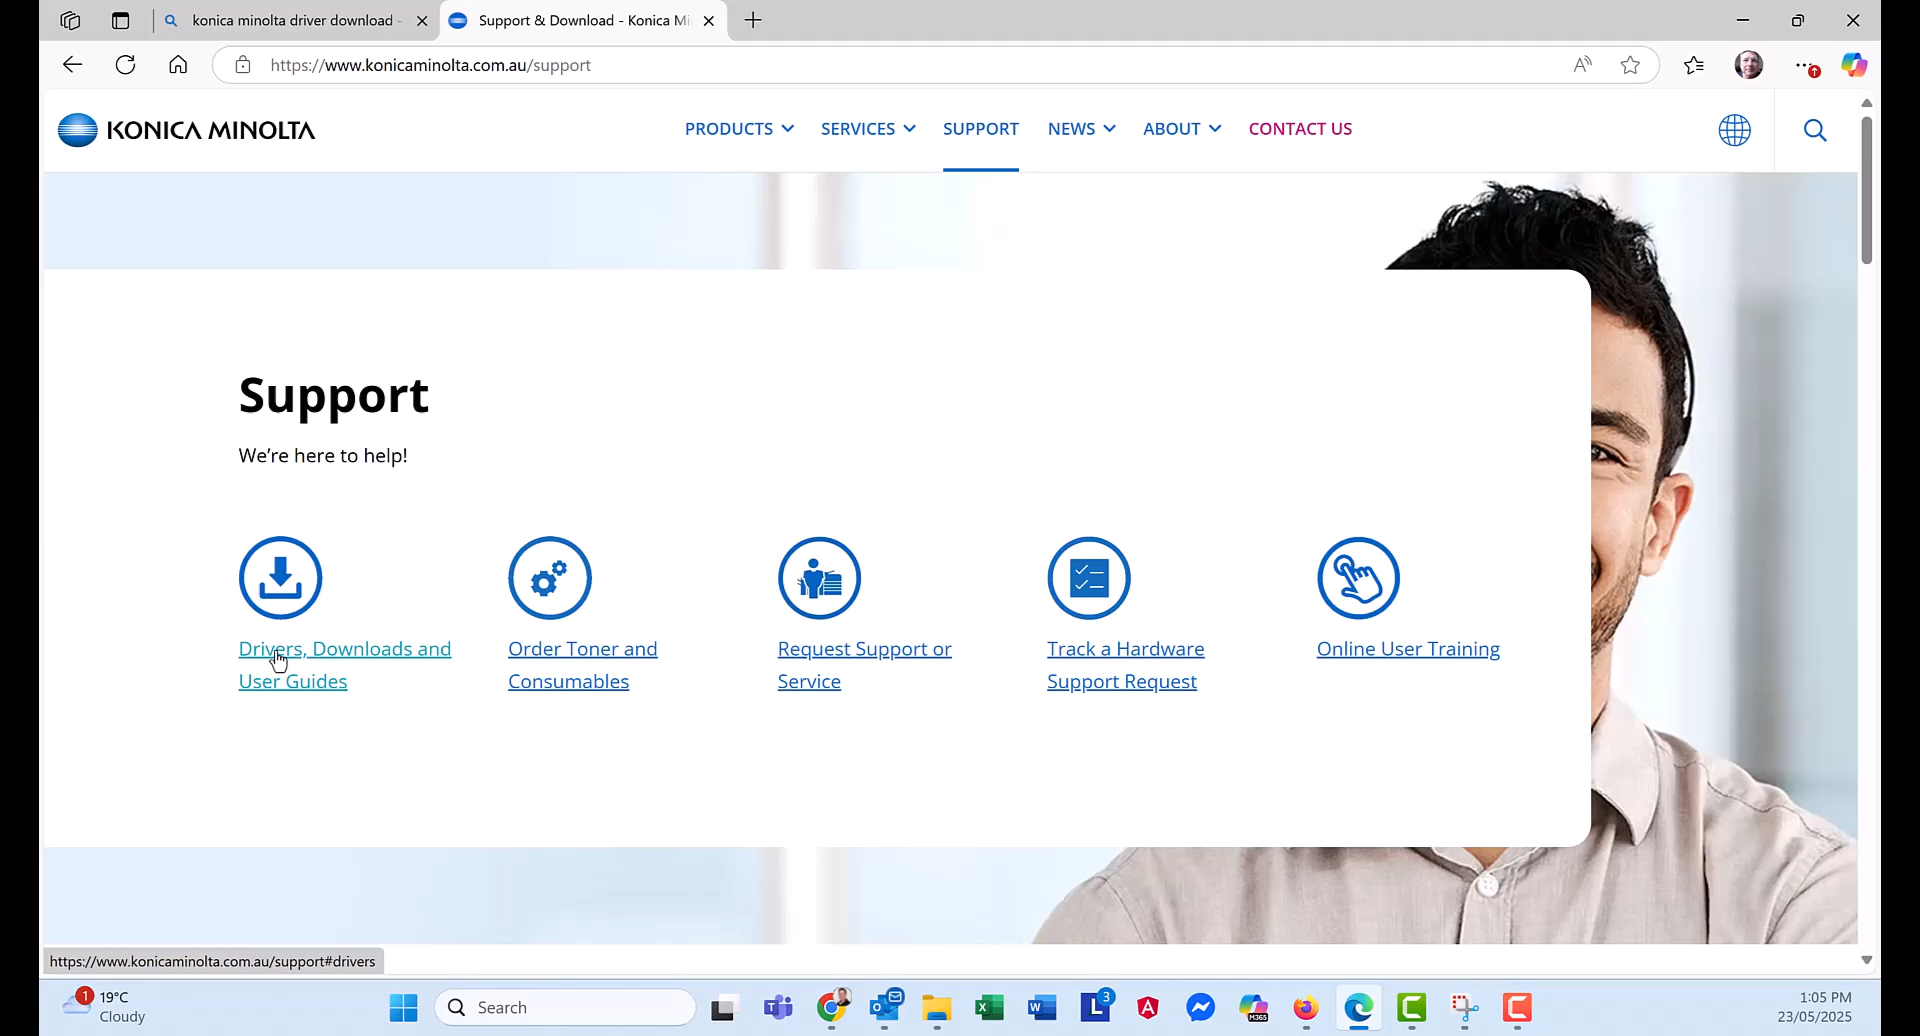 konica minolta driver download -
Support & Download - Konica Mi
https://www.konicaminolta.com.au/support
KONICA MINOLTA
PRODUCTS SERVICES SUPPORT NEWS ABOUT CONTACT US
Support
We're here to help!
Drivers, Downloads and
User Guides
Order Toner and
Consumables
Request Support or
Service
Track a Hardware
Support Request
Online User Training
https://www.konicaminolta.com.au/support#drivers
1
19°C
Cloudy
Search
3
M365
1:05 PM
23/05/2025